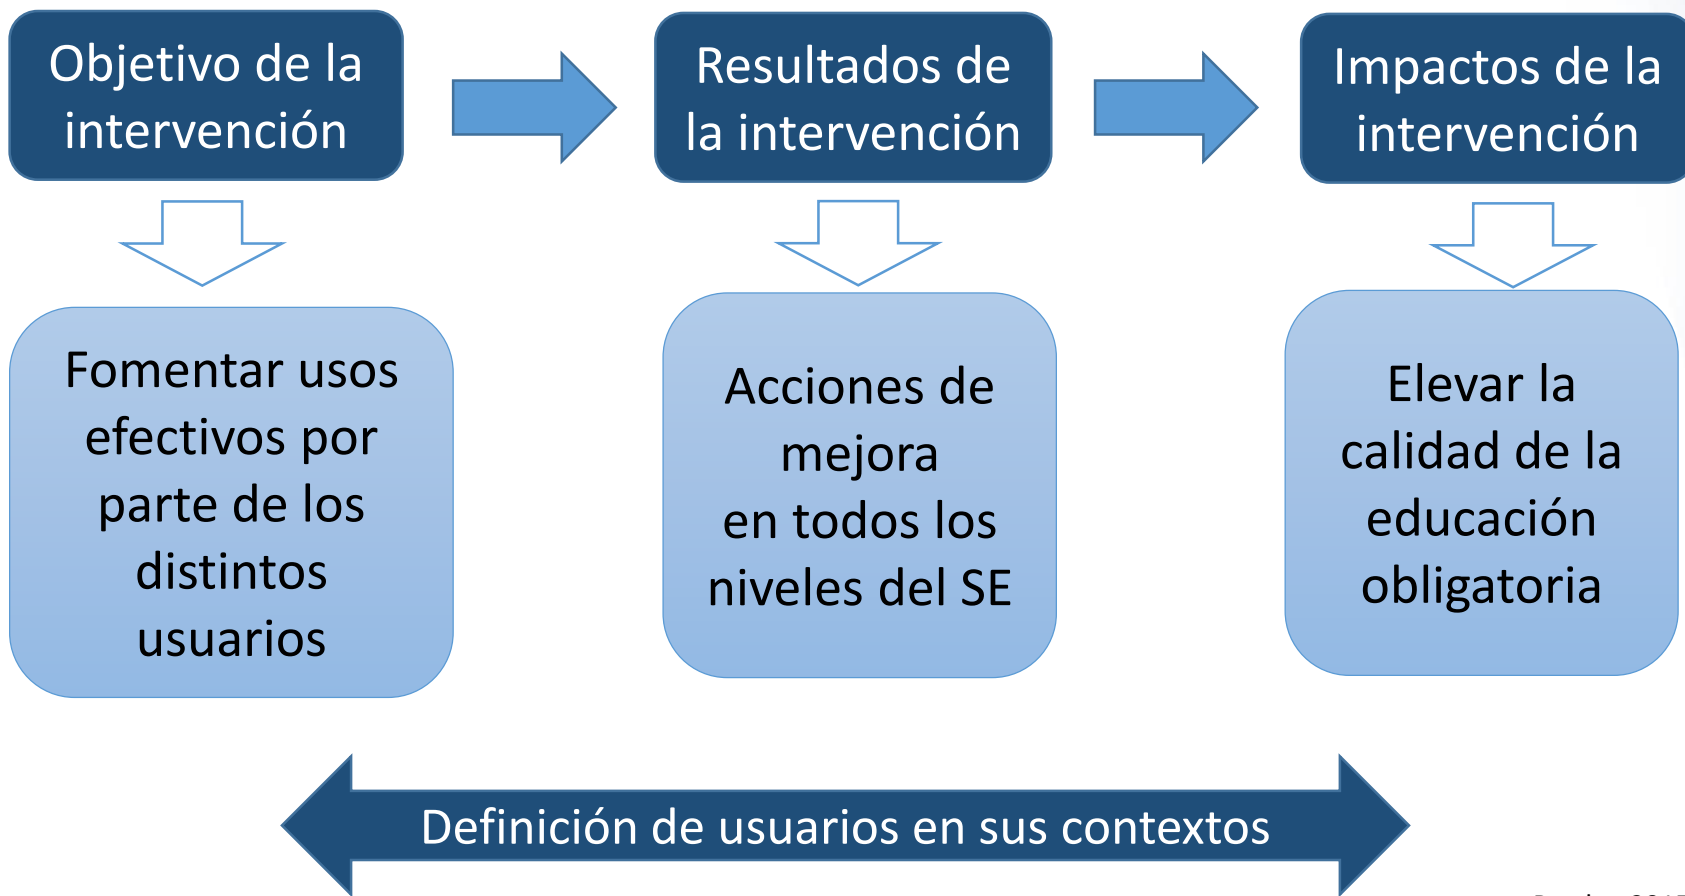 Objetivo de la
intervención
Resultados de
la intervención
Impactos de la
intervención
Fomentar usos
efectivos por
parte de los
distintos
usuarios
Acciones de
mejora
en todos los
niveles del SE
Elevar la
calidad de la
educación
obligatoria
Definición de usuarios en sus contextos